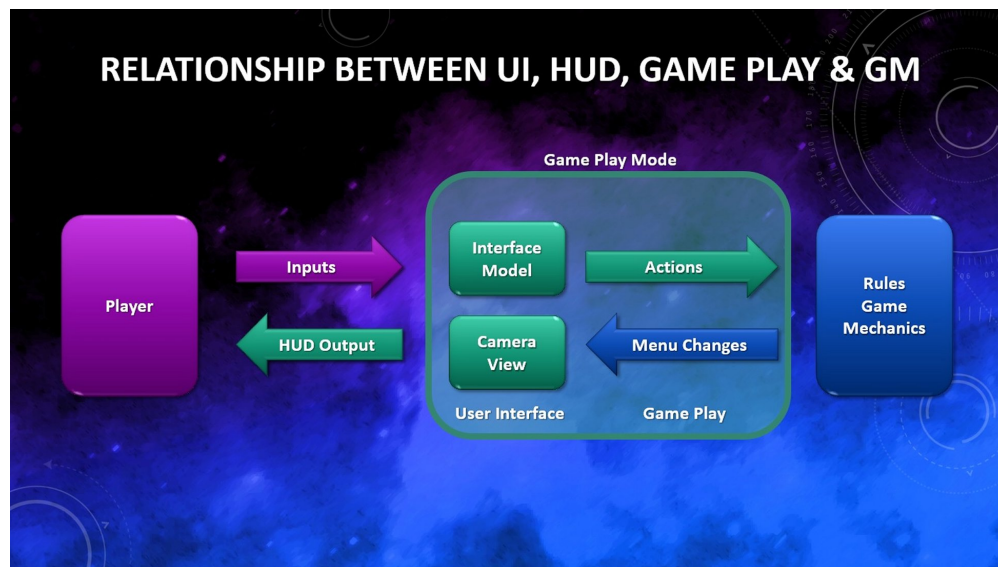 RELATIONSHIP BETWEEN UI, HUD, GAME PLAY & GM
Game Play Mode
Player
Inputs
HUD Output
Interface
Model
Camera
View
User Interface
Actions
Menu Changes
Game Play
Rules
Game
Mechanics